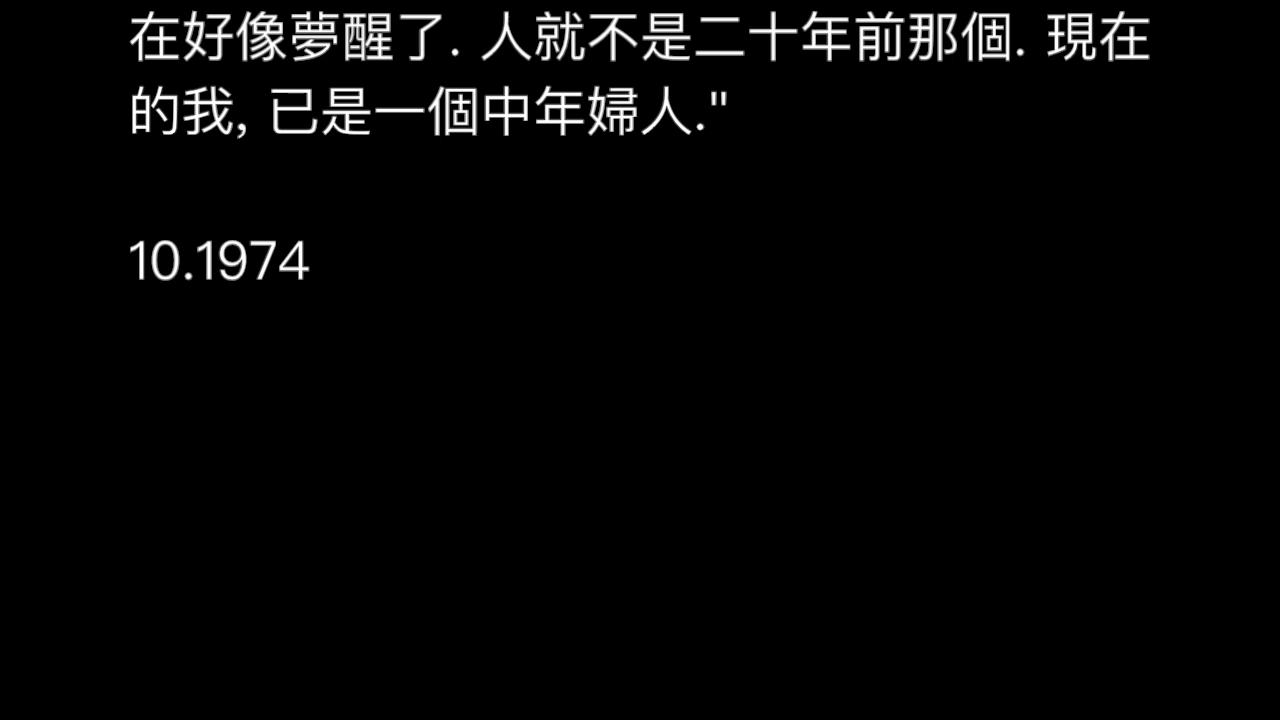 在好像夢醒了. 人就不是二十年前那個. 現在
的我, 已是一個中年婦人."
10.1974